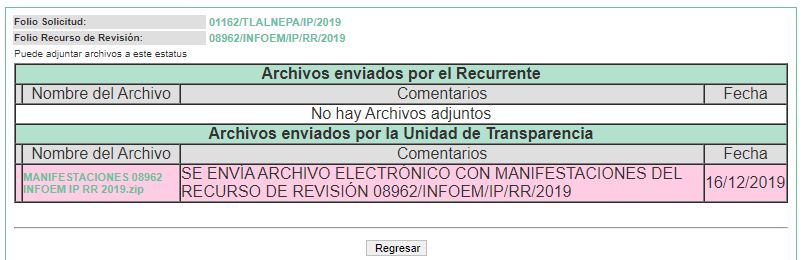 Folio Solicitud: 01162/TLALNEPA/IP/2019
Folio Recurso de Revisión: 08962/INFOEM/IP/RR/2019
Puede adjuntar archivos a este estatus
Archivos enviados por el Recurrente
Nombre del Archivo Comentarios Fecha
No hay Archivos adjuntos
Archivos enviados por la Unidad de Transparencia
Nombre del Archivo Comentarios Fecha
MANIFESTACIONES 08962
INFOEM IP RR 2019.zip
SE ENVÍA ARCHIVO ELECTRÓNICO CON MANIFESTACIONES DEL
RECURSO DE REVISIÓN 08962/INFOEM/IP/RR/2019
16/12/2019
Regresar